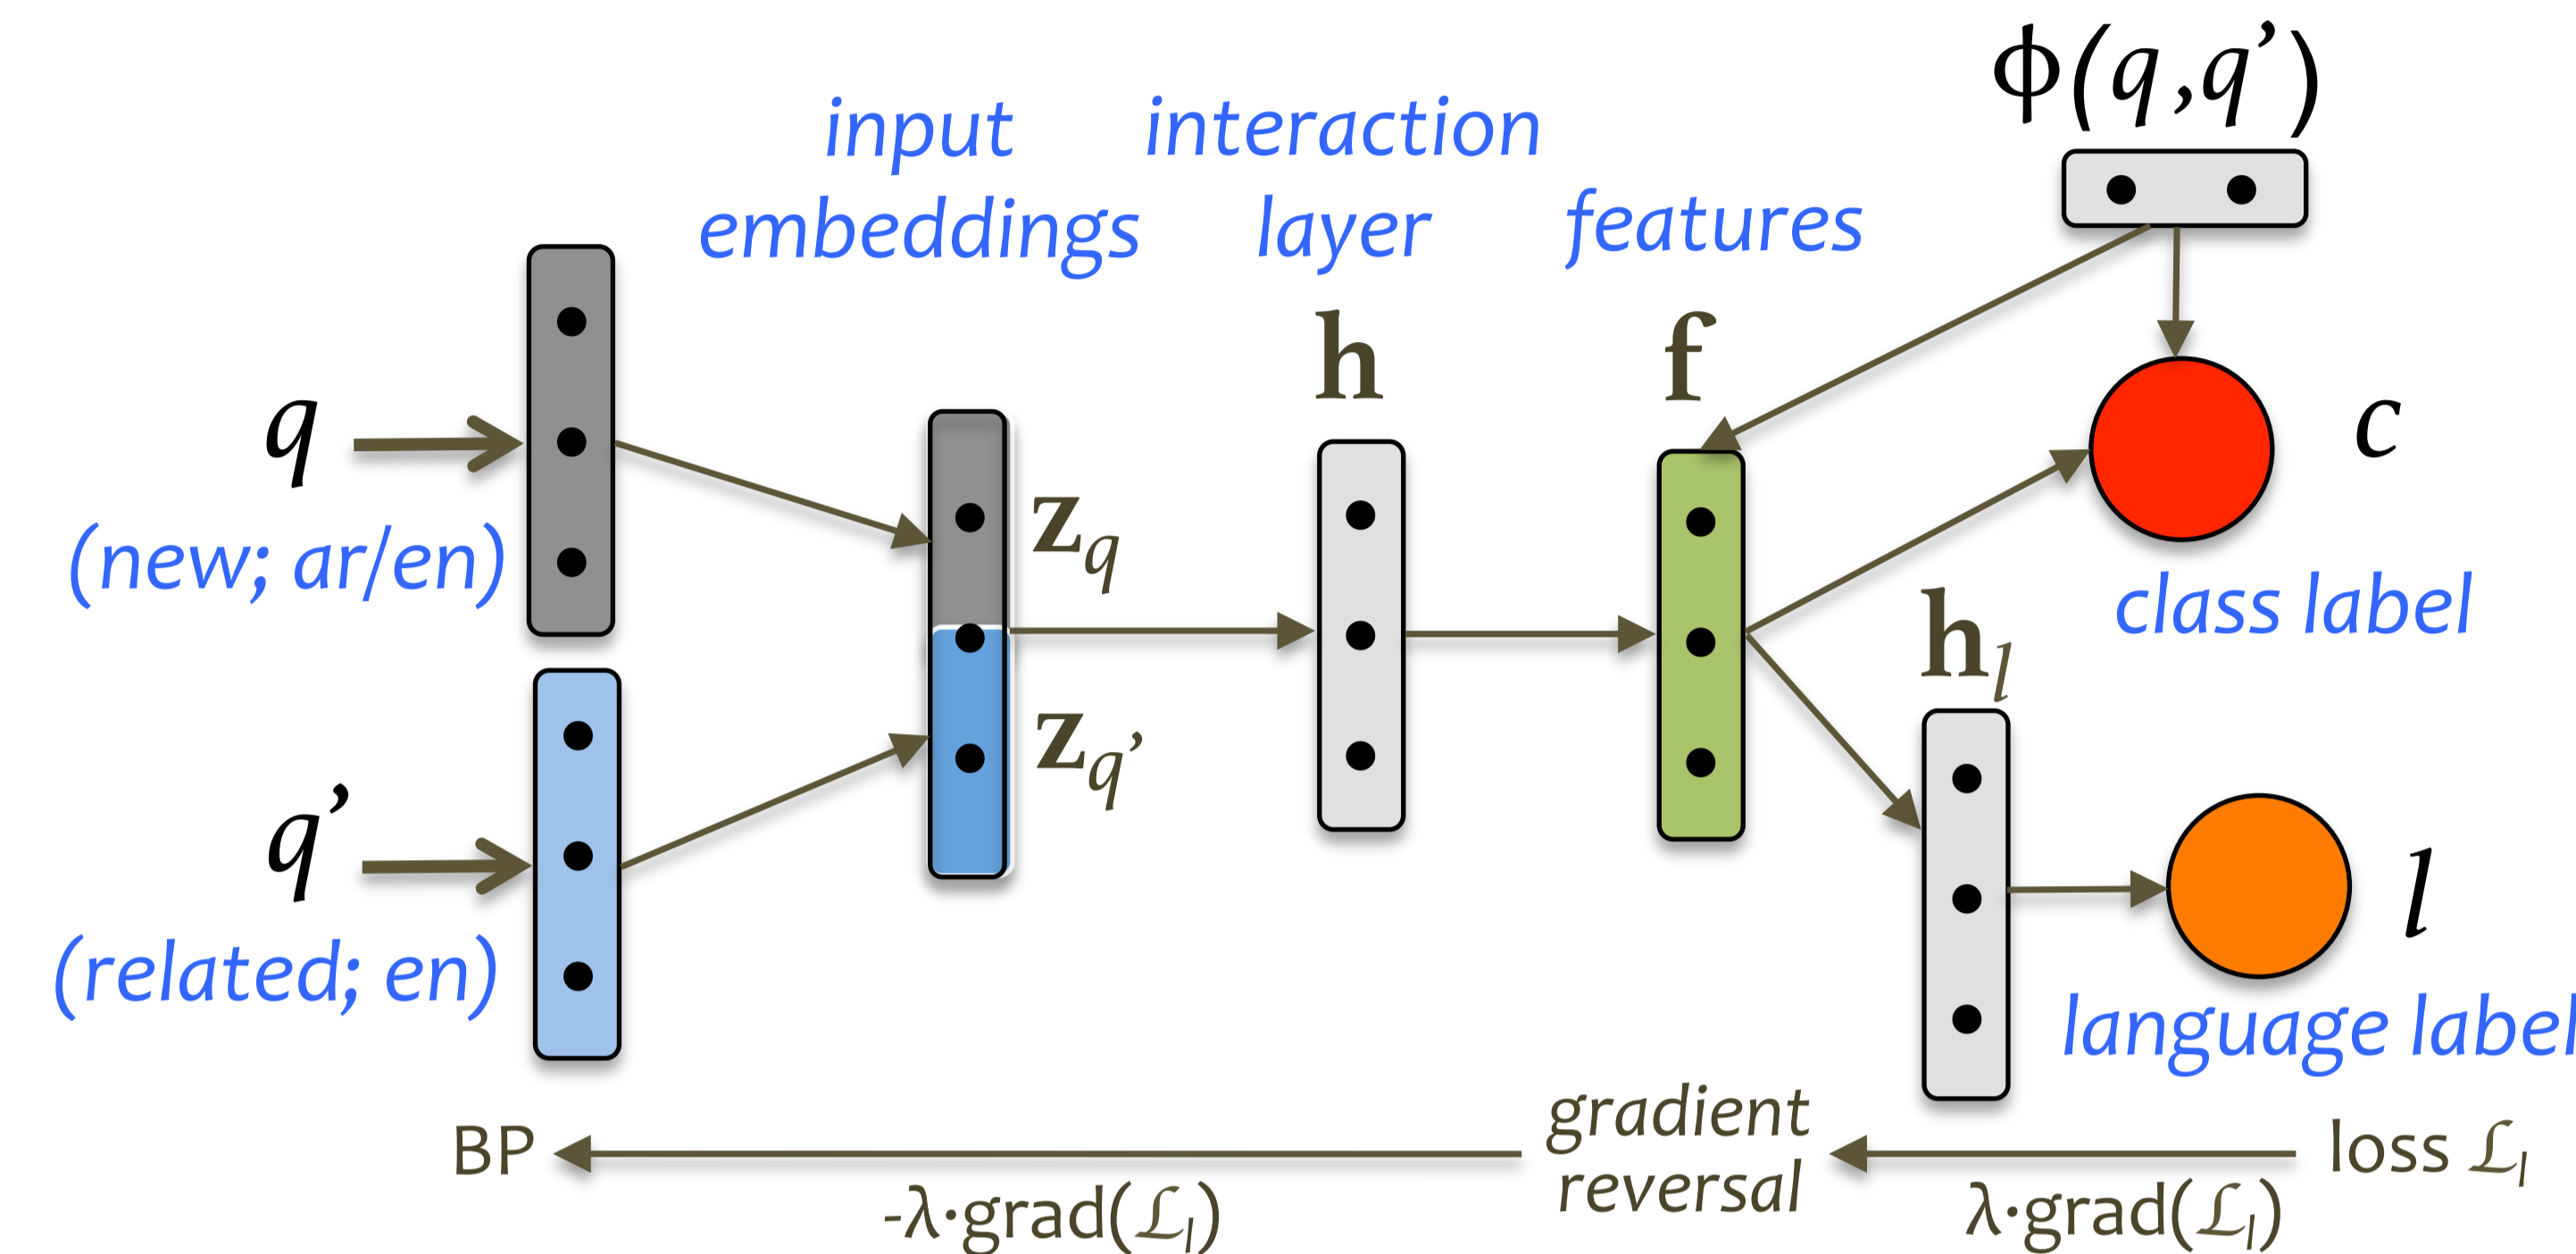 ϕ(q,q’)
input
embeddings
interaction
layer
features
h
f
q
(new; ar/en)
z_q
c
class label
h_l
z_q’
q’
(related; en)
l
language label
BP
-λ·grad(ℒ_l)
gradient
reversal
λ·grad(ℒ_l)
loss ℒ_l